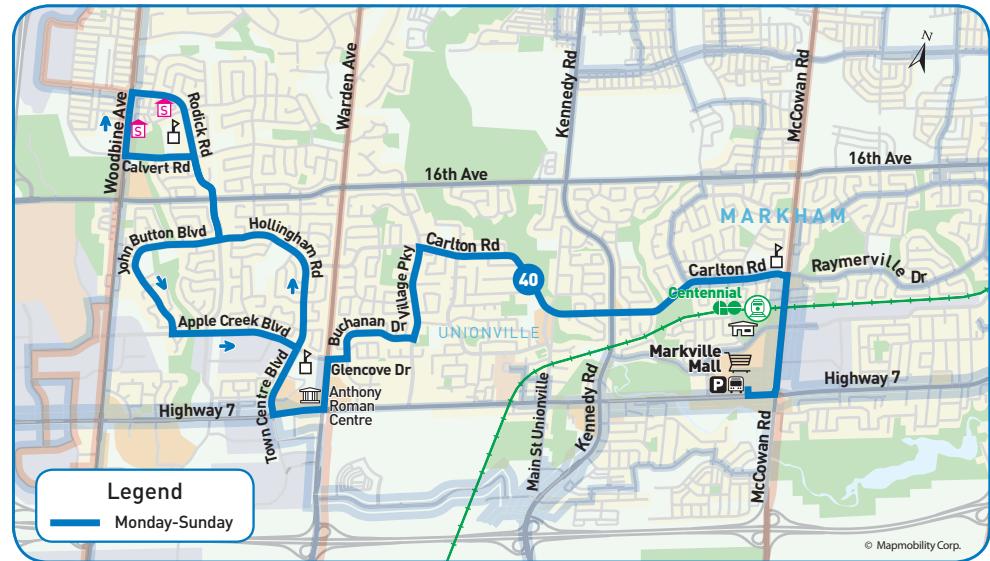 N
Woodbine Ave
Rodick Rd
S
S
Calvert Rd
Warden Ave
Kennedy Rd
McCowan Rd
16th Ave
16th Ave
MARKHAM
John Button Blvd
Hollingham Rd
Carlton Rd
Village Pky
40
Carlton Rd
Raymerville Dr
Centennial
Apple Creek Blvd
Buchanan Dr
UNIONVILLE
Glencove Dr
Markville
Mall
P
Town Centre Blvd
Anthony
Roman
Centre
Highway 7
Highway 7
Main St Unionville
Kennedy Rd
McCowan Rd
Legend
Monday-Sunday
© Mapmobility Corp.